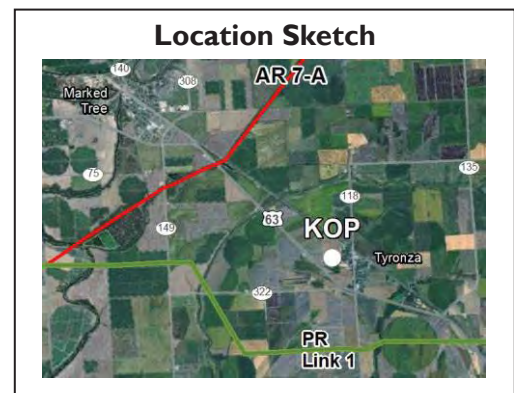 Location Sketch
140
308
AR 7-A
Marked
Tree
75
135
118
149
63
KOP
Tyronza
322
PR
Link 1